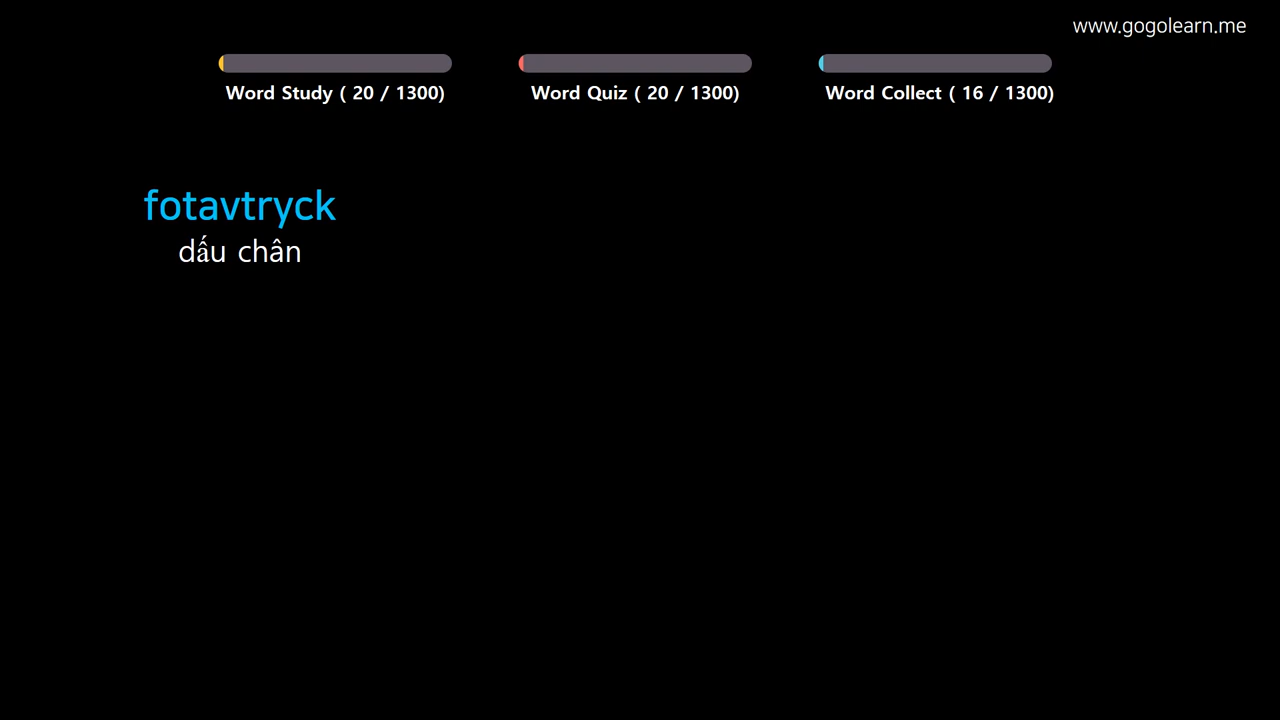 www.gogolearn.me
Word Study ( 20 / 1300)
Word Quiz ( 20 / 1300)
Word Collect ( 16 / 1300)
fotavtryck
dấu chân